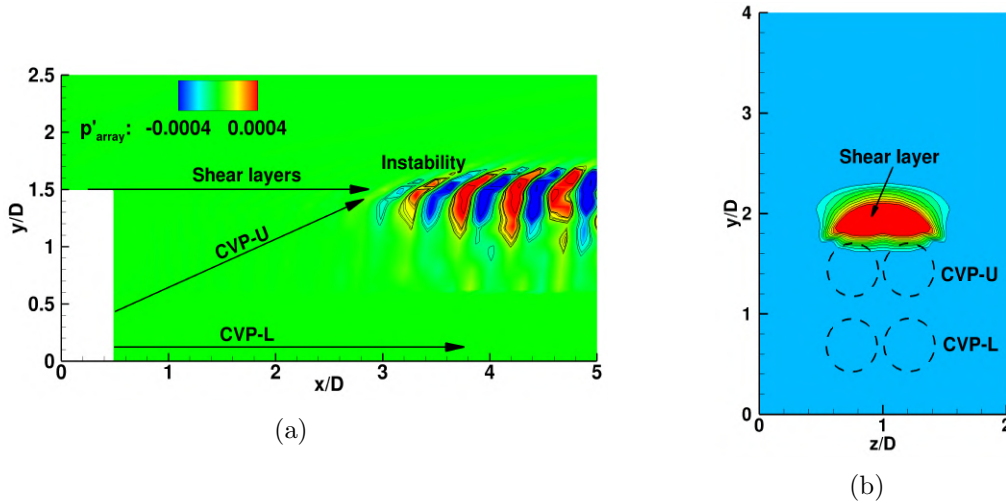 2.5
2
1.5
1
0.5
0
y/D
p'array: -0.0004 0.0004
Instability
Shear layers
CVP-U
CVP-L
0 1 2 3 4 5
x/D
(a)
4
3
2
1
0
y/D
Shear layer
CVP-U
CVP-L
0 1 2
z/D
(b)